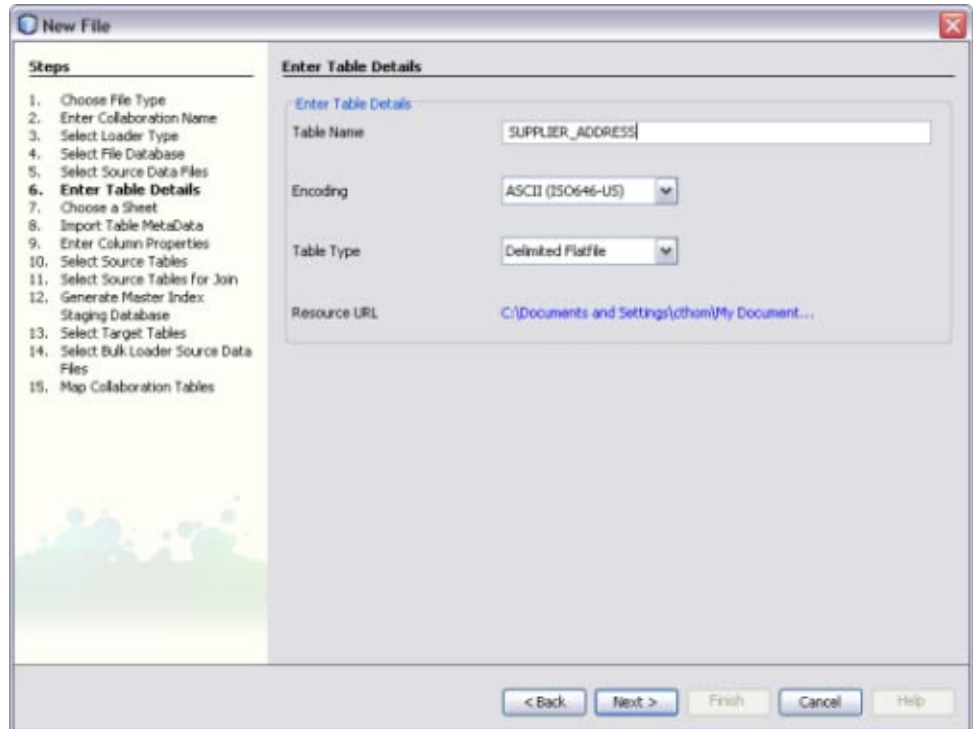 New File
Steps
1. Choose File Type
2. Enter Collaboration Name
3. Select Loader Type
4. Select File Database
5. Select Source Data Files
6. Enter Table Details
7. Choose a Sheet
8. Import Table MetaData
9. Enter Column Properties
10. Select Source Tables
11. Select Source Tables for Join
12. Generate Master Index
Staging Database
13. Select Target Tables
14. Select Bulk Loader Source Data
Files
15. Map Collaboration Tables
Enter Table Details
Enter Table Details
Table Name SUPPLIER_ADDRESS
Encoding ASCII (ISO646-US)
Table Type Delimited Flatfile
Resource URL C:\Documents and Settings\cthom\My Document...
< Back Next > Finish Cancel Help